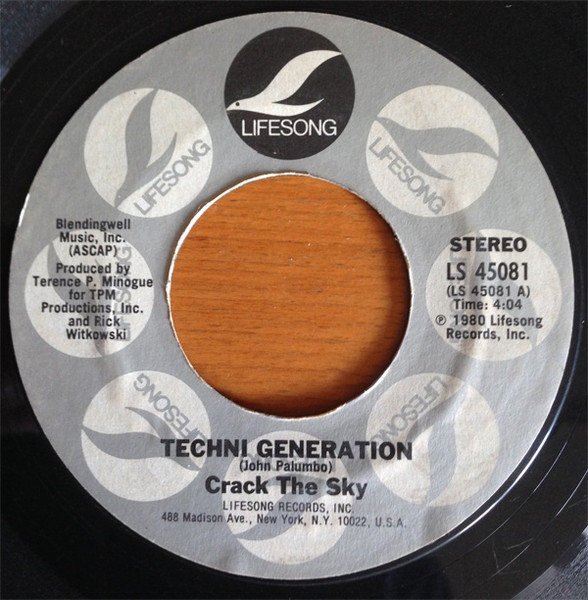 LIFESONG
LIFESONG
LIFESONG
Blendingwell
Music, Inc.
(ASCAP)
Produced by
Terence P. Minogue
for TPM
Productions, Inc.
and Rick
Witkowski
LIFESONG
STEREO
LS 45081
(LS 45081 A)
Time: 4:04
℗ 1980 Lifesong
Records, Inc.
LIFESONG
LIFESONG
TECHNI GENERATION
(John Palumbo)
Crack The Sky
LIFESONG RECORDS, INC.
488 Madison Ave., New York, N.Y. 10022, U.S.A.